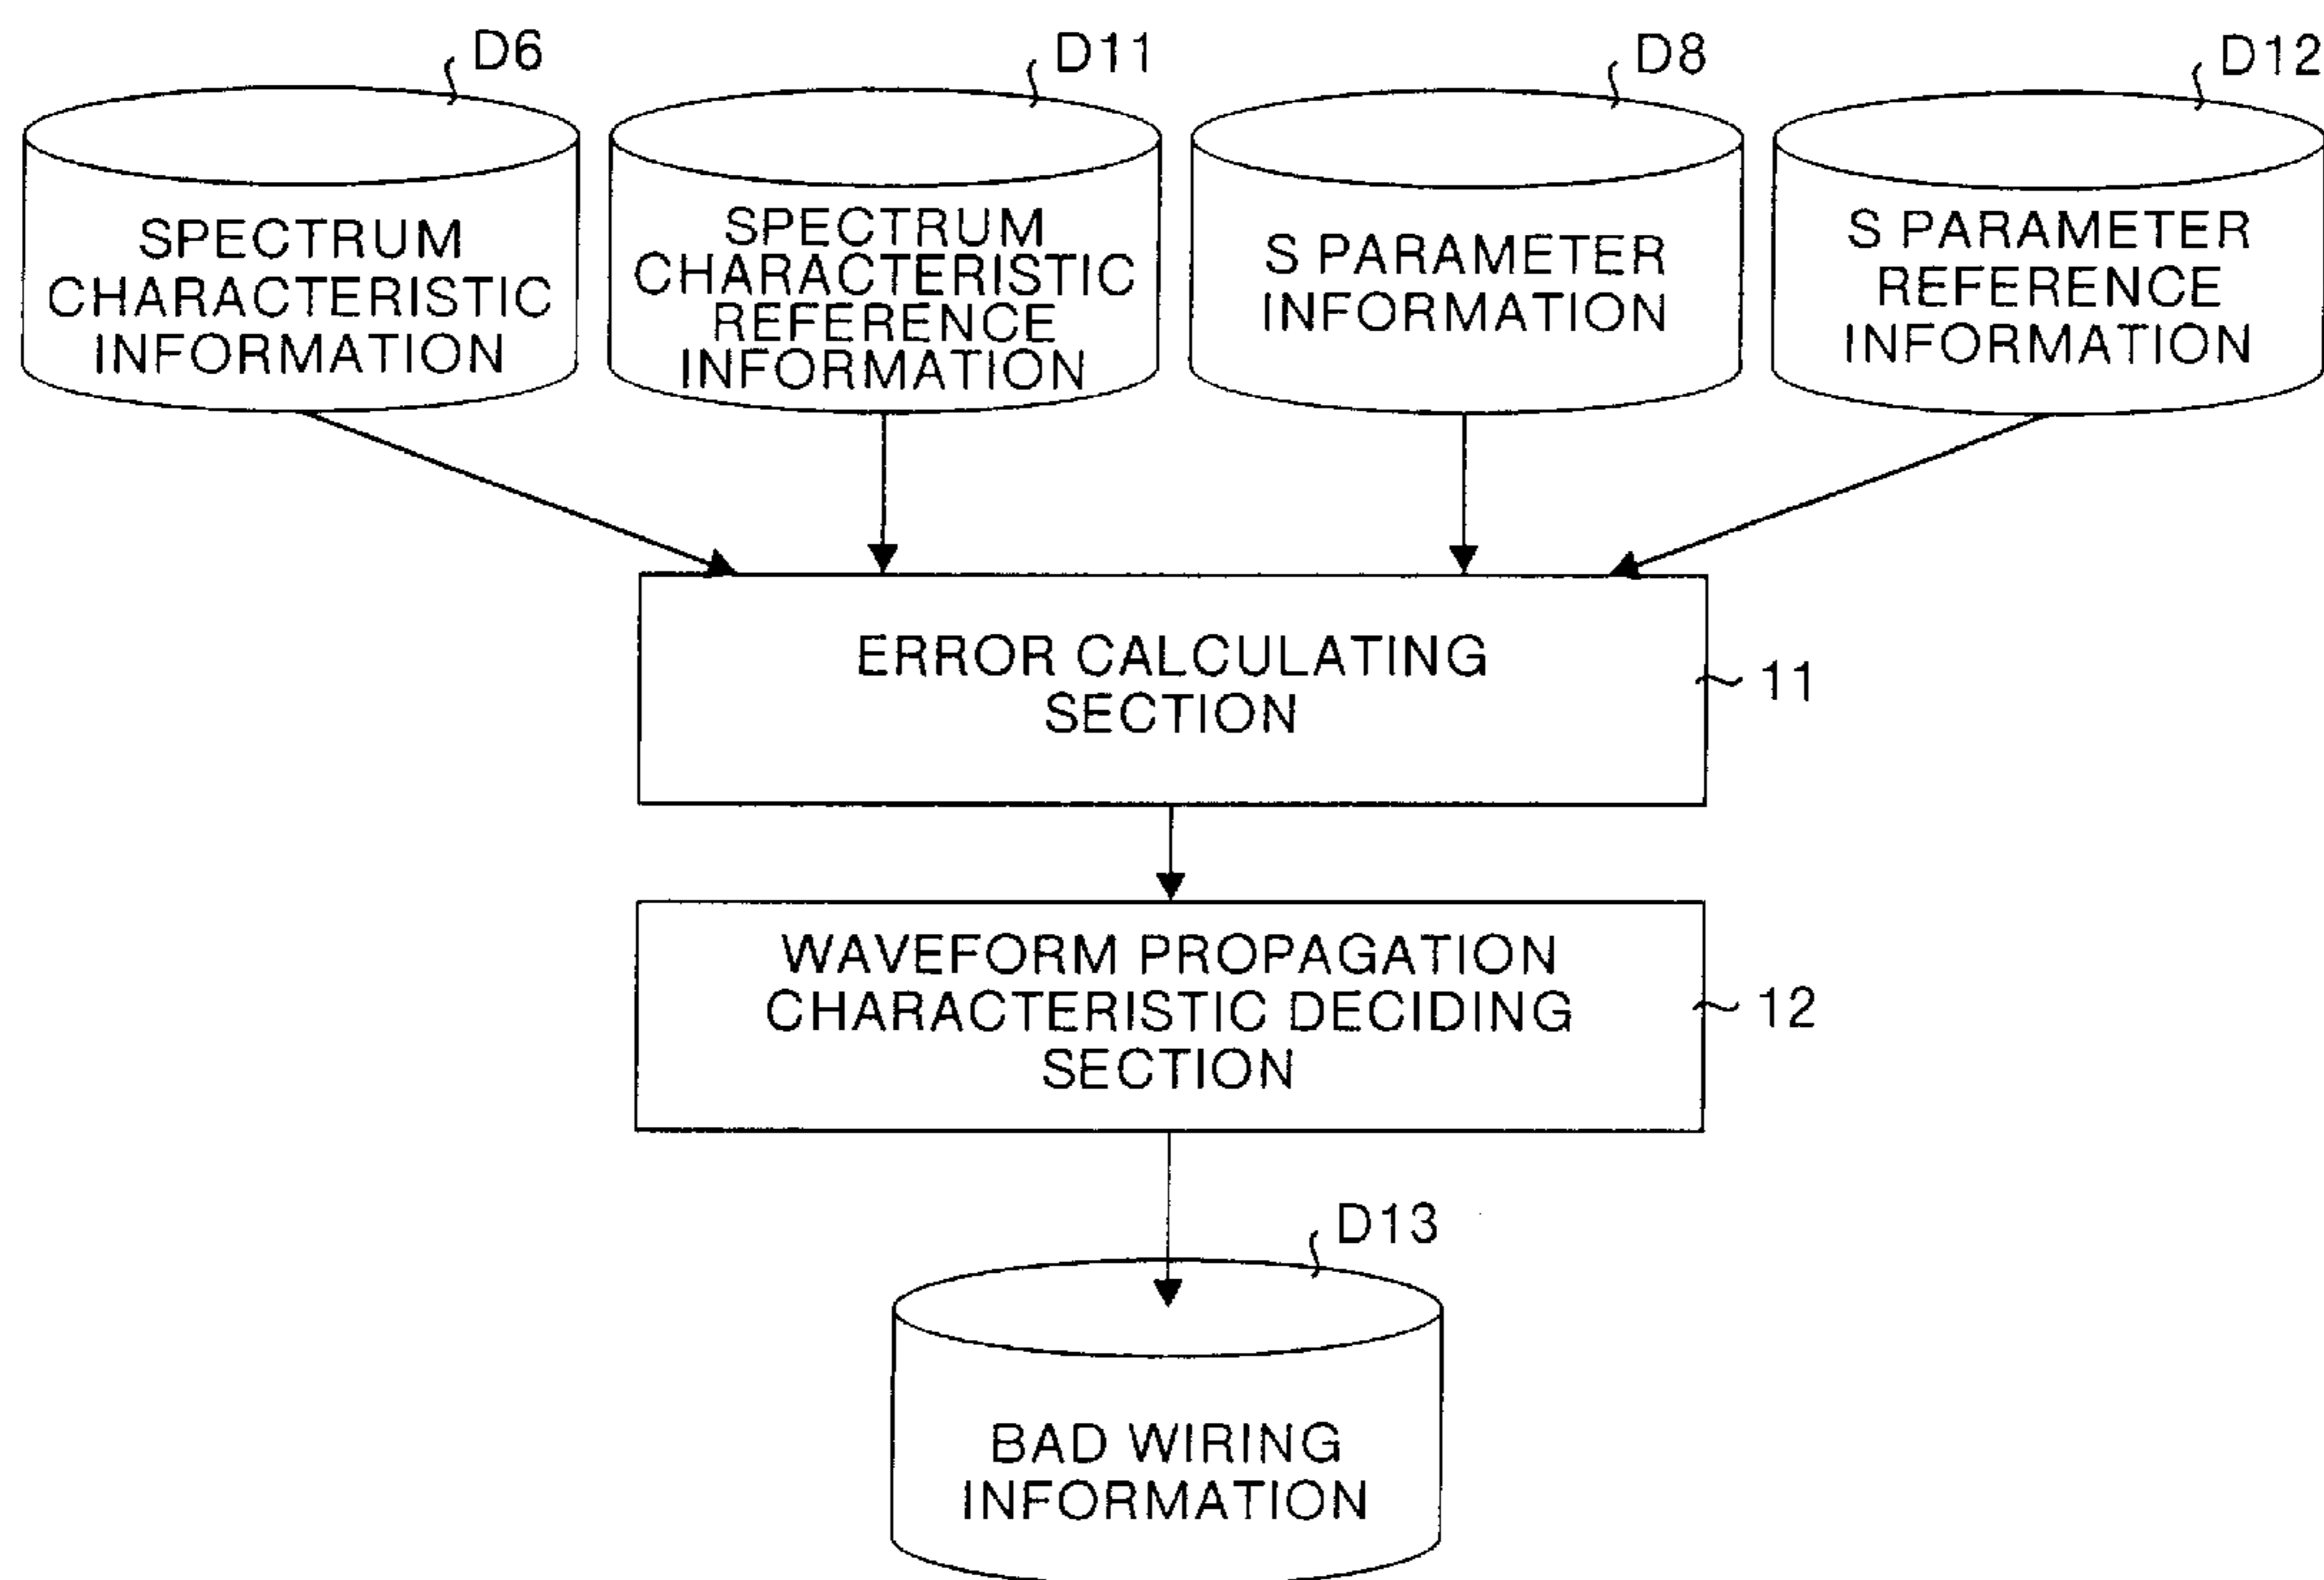 D6
D11
D8
D12
SPECTRUM
CHARACTERISTIC
INFORMATION
SPECTRUM
CHARACTERISTIC
REFERENCE
INFORMATION
S PARAMETER
INFORMATION
S PARAMETER
REFERENCE
INFORMATION
ERROR CALCULATING
SECTION
11
WAVEFORM PROPAGATION
CHARACTERISTIC DECIDING
SECTION
12
D13
BAD WIRING
INFORMATION